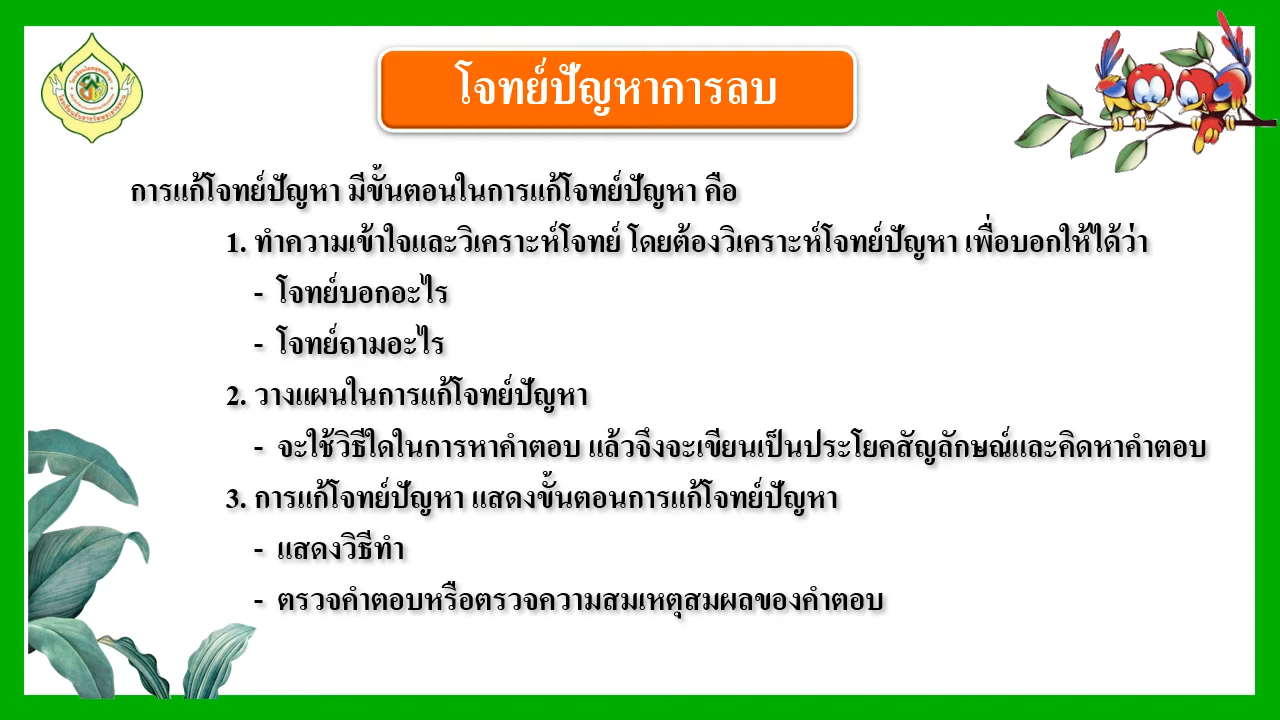 โจทย์ปัญหาการลบ
การแก้โจทย์ปัญหา มีขั้นตอนในการแก้โจทย์ปัญหา คือ
1. ทำความเข้าใจและวิเคราะห์โจทย์ โดยต้องวิเคราะห์โจทย์ปัญหา เพื่อบอกให้ได้ว่า
- โจทย์บอกอะไร
- โจทย์ถามอะไร
2. วางแผนในการแก้โจทย์ปัญหา
- จะใช้วิธีใดในการหาคำตอบ แล้วจึงจะเขียนเป็นประโยคสัญลักษณ์และคิดหาคำตอบ
3. การแก้โจทย์ปัญหา แสดงขั้นตอนการแก้โจทย์ปัญหา
- แสดงวิธีทำ
- ตรวจคำตอบหรือตรวจความสมเหตุสมผลของคำตอบ